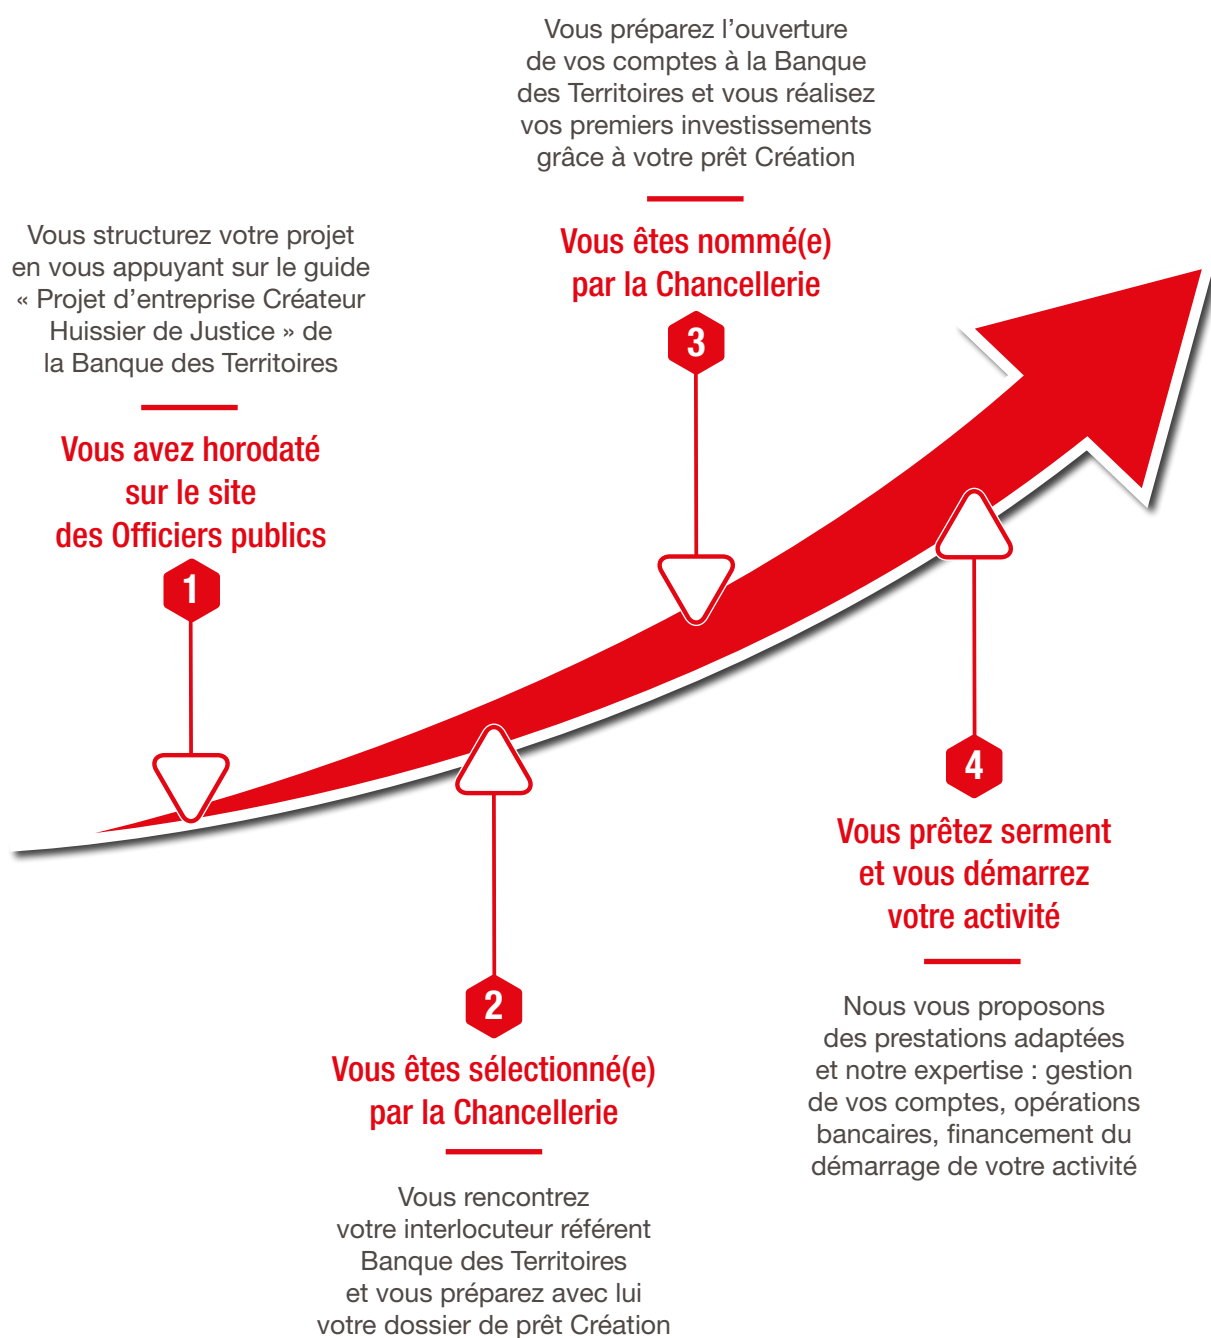 Vous structurez votre projet
en vous appuyant sur le guide
« Projet d’entreprise Créateur
Huissier de Justice » de
la Banque des Territoires
Vous avez horodaté
sur le site
des Officiers publics
1
Vous êtes sélectionné(e)
par la Chancellerie
2
Vous rencontrez
votre interlocuteur référent
Banque des Territoires
et vous préparez avec lui
votre dossier de prêt Création
Vous préparez l’ouverture
de vos comptes à la Banque
des Territoires et vous réalisez
vos premiers investissements
grâce à votre prêt Création
Vous êtes nommé(e)
par la Chancellerie
3
4
Vous prêtez serment
et vous démarrez
votre activité
Nous vous proposons
des prestations adaptées
et notre expertise : gestion
de vos comptes, opérations
bancaires, financement du
démarrage de votre activité